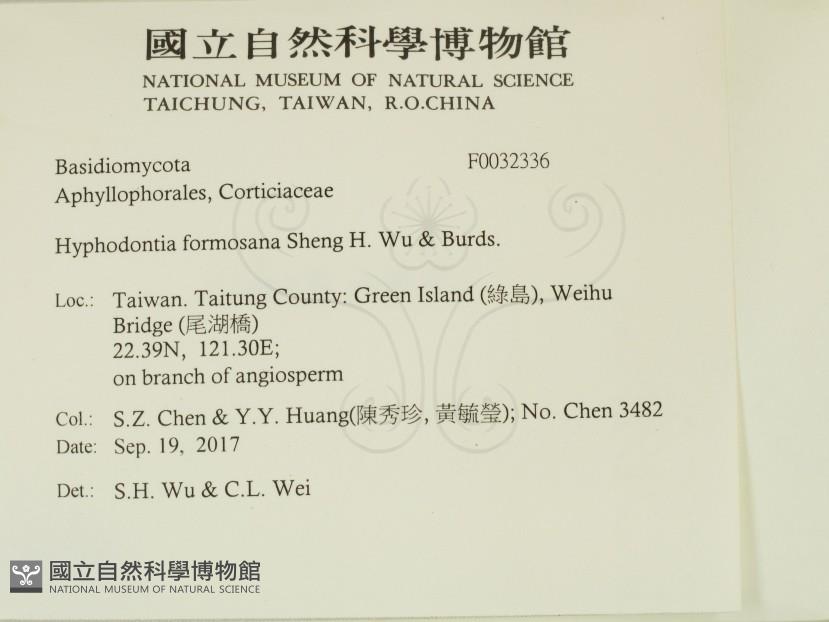 國立自然科學博物館
NATIONAL MUSEUM OF NATURAL SCIENCE
TAICHUNG, TAIWAN, R.O.CHINA
Basidiomycota F0032336
Aphyllophorales, Corticiaceae
Hyphodontia formosana Sheng H. Wu & Burds.
Loc.: Taiwan. Taitung County: Green Island (綠島), Weihu
Bridge (尾湖橋)
22.39N, 121.30E;
on branch of angiosperm
Col.: S.Z. Chen & Y.Y. Huang(陳秀珍, 黃毓瑩); No. Chen 3482
Date: Sep. 19, 2017
Det.: S.H. Wu & C.L. Wei
國立自然科學博物館
NATIONAL MUSEUM OF NATURAL SCIENCE